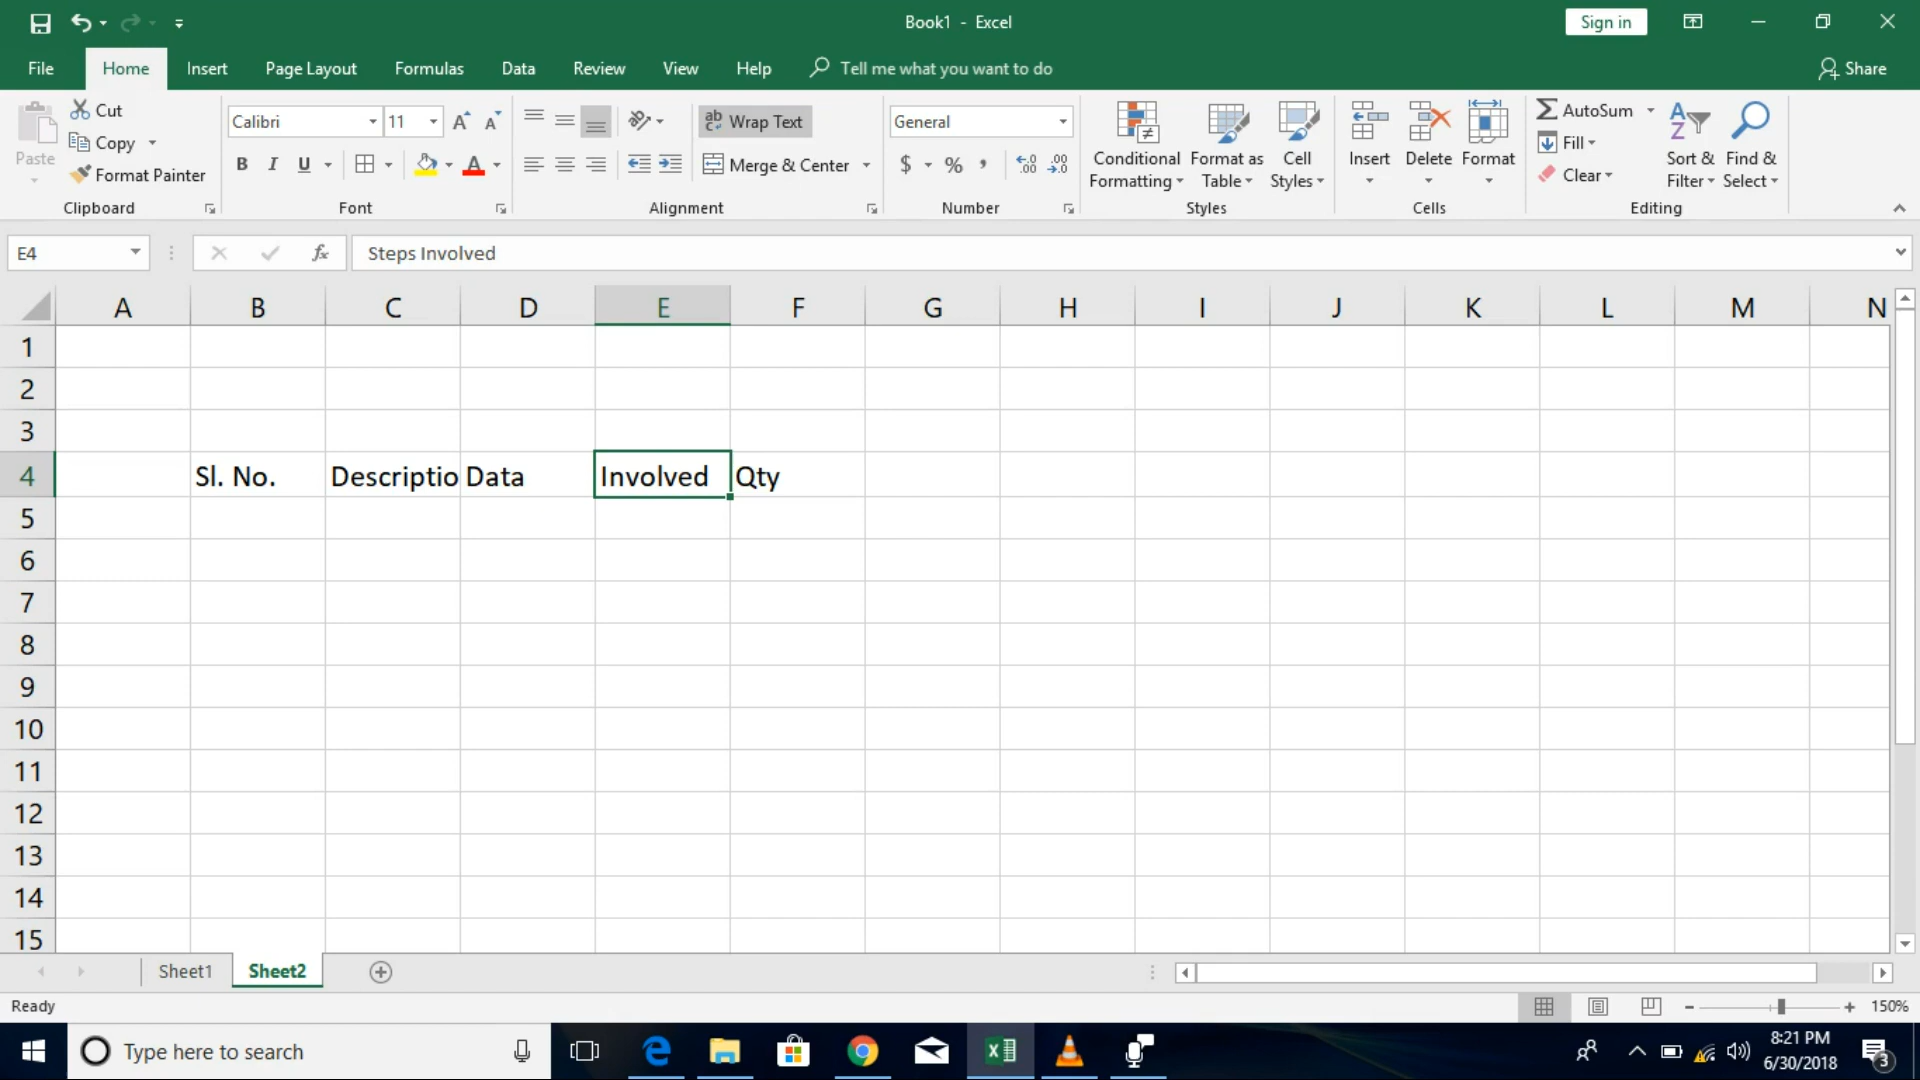 Book1 - Excel
Sign in
File Home Insert Page Layout Formulas Data Review View Help Tell me what you want to do Share
Paste
Cut
Copy
Format Painter
Clipboard
Calibri 11
B I U A
Font
Wrap Text
Merge & Center
Alignment
General
$ % ,
Number
Conditional Formatting
Format as Table
Cell Styles
Styles
Insert Delete Format
Cells
AutoSum
Fill
Clear
Sort & Filter
Find & Select
Editing
E4 fx Steps Involved
A B C D E F G H I J K L M N
1
2
3
4 Sl. No. Descriptio Data Involved Qty
5
6
7
8
9
10
11
12
13
14
15
Sheet1 Sheet2
Ready 150%
Type here to search
8:21 PM
6/30/2018
3